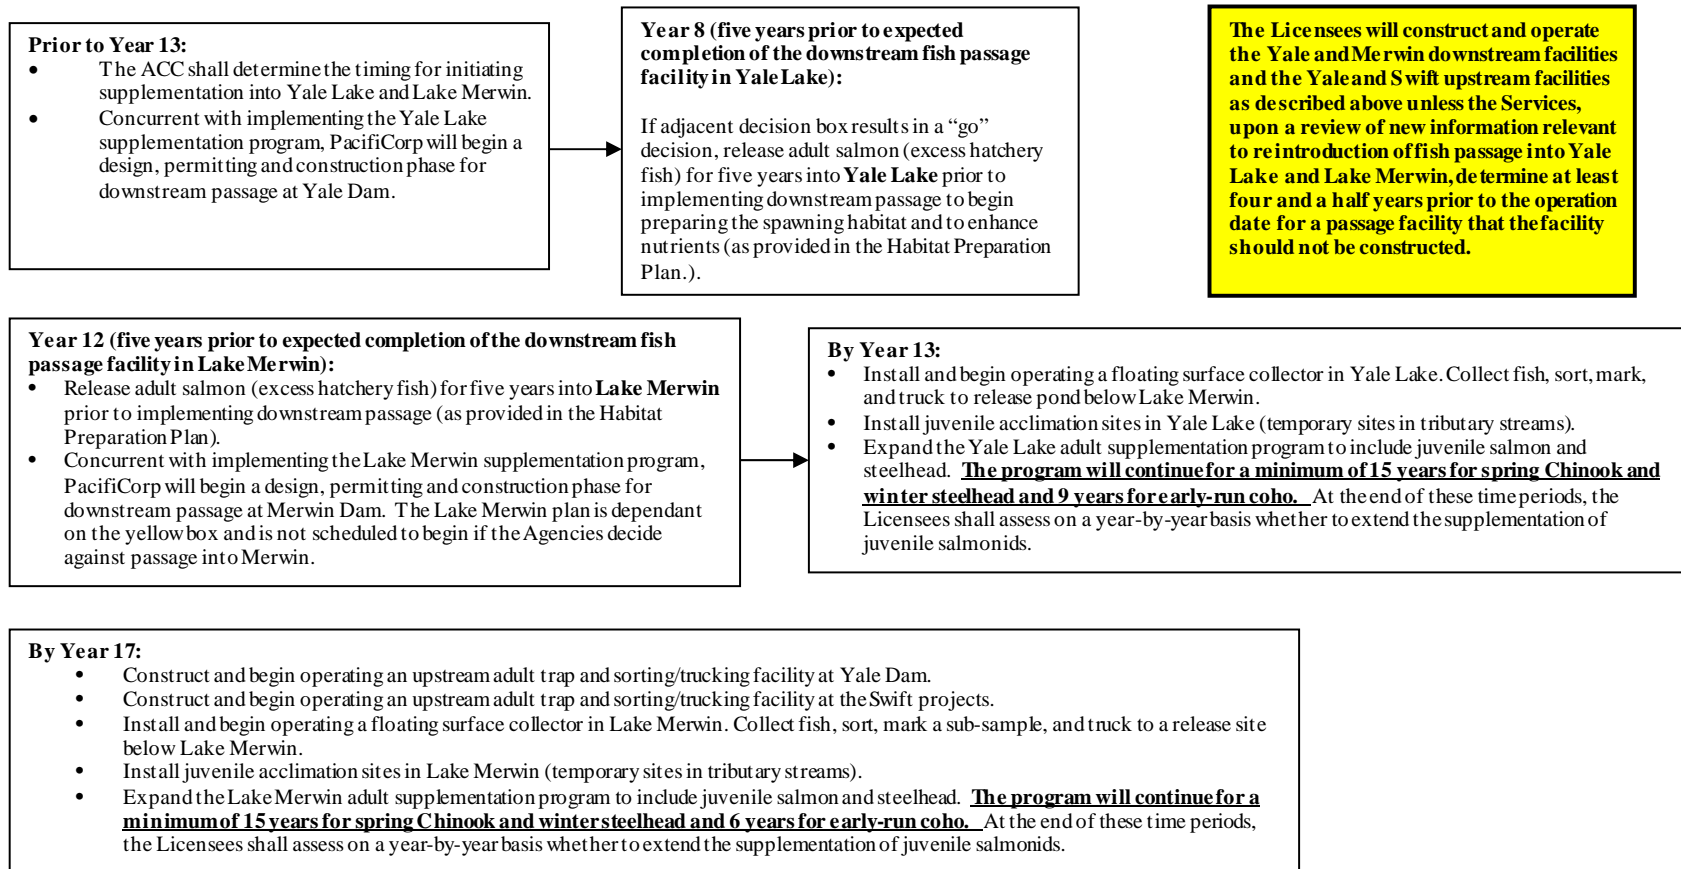 Prior to Year 13:
• The ACC shall determine the timing for initiating
supplementation into Yale Lake and Lake Merwin.
• Concurrent with implementing the Yale Lake
supplementation program, PacifiCorp will begin a
design, permitting and construction phase for
downstream passage at Yale Dam.
Year 8 (five years prior to expected
completion of the downstream fish passage
facility in Yale Lake):
If adjacent decision box results in a “go”
decision, release adult salmon (excess hatchery
fish) for five years into Yale Lake prior to
implementing downstream passage to begin
preparing the spawning habitat and to enhance
nutrients (as provided in the Habitat Preparation
Plan.).
The Licensees will construct and operate
the Yale and Merwin downstream facilities
and the Yale and Swift upstream facilities
as described above unless the Services,
upon a review of new information relevant
to reintroduction of fish passage into Yale
Lake and Lake Merwin, determine at least
four and a half years prior to the operation
date for a passage facility that the facility
should not be constructed.
Year 12 (five years prior to expected completion of the downstream fish
passage facility in Lake Merwin):
• Release adult salmon (excess hatchery fish) for five years into Lake Merwin
prior to implementing downstream passage (as provided in the Habitat
Preparation Plan).
• Concurrent with implementing the Lake Merwin supplementation program,
PacifiCorp will begin a design, permitting and construction phase for
downstream passage at Merwin Dam. The Lake Merwin plan is dependant
on the yellow box and is not scheduled to begin if the Agencies decide
against passage into Merwin.
By Year 13:
• Install and begin operating a floating surface collector in Yale Lake. Collect fish, sort, mark,
and truck to release pond below Lake Merwin.
• Install juvenile acclimation sites in Yale Lake (temporary sites in tributary streams).
• Expand the Yale Lake adult supplementation program to include juvenile salmon and
steelhead. The program will continue for a minimum of 15 years for spring Chinook and
winter steelhead and 9 years for early-run coho. At the end of these time periods, the
Licensees shall assess on a year-by-year basis whether to extend the supplementation of
juvenile salmonids.
By Year 17:
• Construct and begin operating an upstream adult trap and sorting/trucking facility at Yale Dam.
• Construct and begin operating an upstream adult trap and sorting/trucking facility at the Swift projects.
• Install and begin operating a floating surface collector in Lake Merwin. Collect fish, sort, mark a sub-sample, and truck to a release site
below Lake Merwin.
• Install juvenile acclimation sites in Lake Merwin (temporary sites in tributary streams).
• Expand the Lake Merwin adult supplementation program to include juvenile salmon and steelhead. The program will continue for a
minimum of 15 years for spring Chinook and winter steelhead and 6 years for early-run coho. At the end of these time periods,
the Licensees shall assess on a year-by-year basis whether to extend the supplementation of juvenile salmonids.